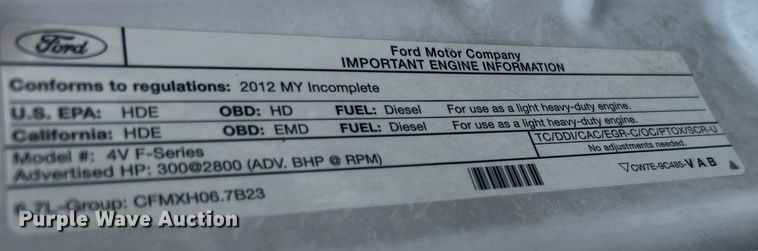 Ford
Ford Motor Company
IMPORTANT ENGINE INFORMATION
Conforms to regulations: 2012 MY Incomplete
U.S. EPA: HDE OBD: HD FUEL: Diesel For use as a light heavy-duty engine.
California: HDE OBD: EMD FUEL: Diesel For use as a light heavy-duty engine.
Model #: 4V F-Series
TC/DDI/CAC/EGR-C/OC/PTOX/SCR-U
Advertised HP: 300@2800 (ADV. BHP @ RPM)
No adjustments needed.
CW7E-9C485-VAB
6.7L-Group: CFMXH06.7B23
Purple Wave Auction